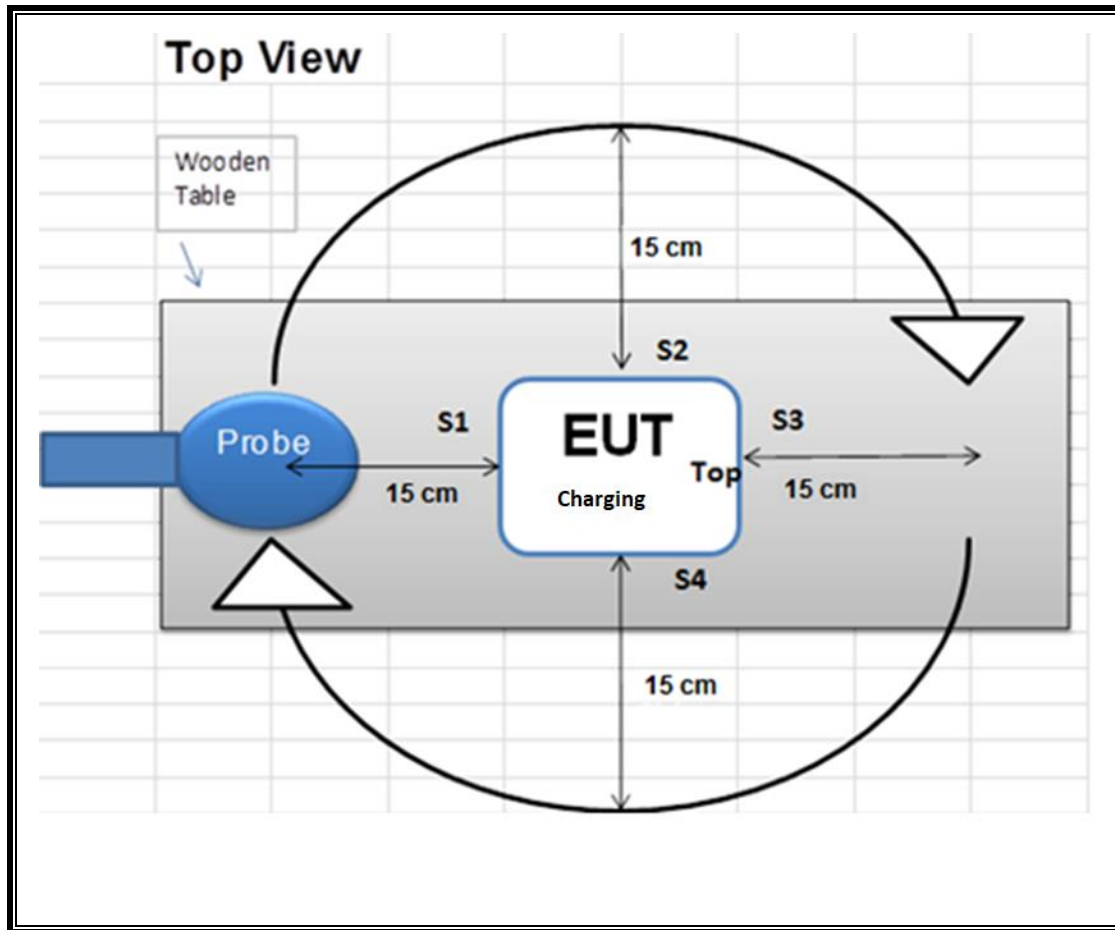 Top View
Wooden
Table
15 cm
S2
S1
EUT
S3
Probe
Top
15 cm
Charging
15 cm
S4
15 cm